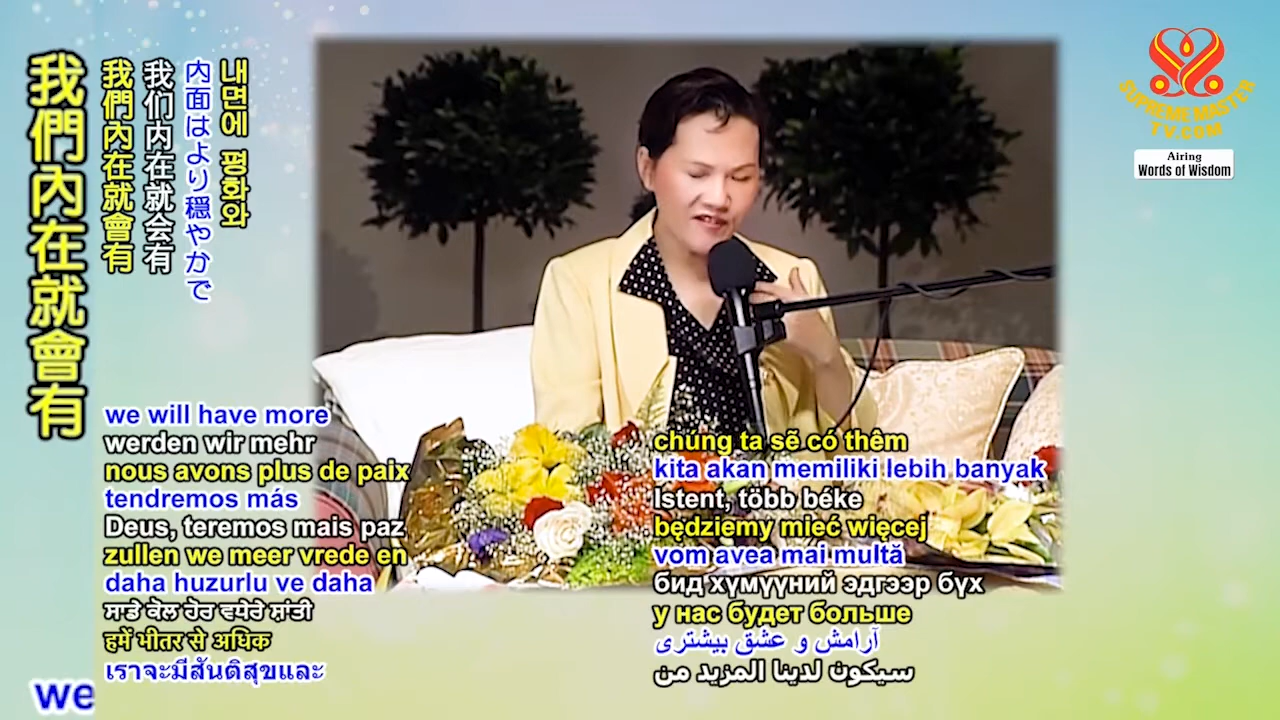 我們內在就會有
我們內在就會有
我们内在就会有
内面はより穏やかで
내면에 평화와
SUPREME MASTER
TV.COM
Airing
Words of Wisdom
we will have more
werden wir mehr
nous avons plus de paix
tendremos más
Deus, teremos mais paz
zullen we meer vrede en
daha huzurlu ve daha
ਸਾਡੇ ਕੋਲ ਹੋਰ ਵਧੇਰੇ ਸ਼ਾਂਤੀ
हमें भीतर से अधिक
เราจะมีสันติสุขและ
chúng ta sẽ có thêm
kita akan memiliki lebih banyak
Istent, több béke
będziemy mieć więcej
vom avea mai multă
бид хүмүүний эдгээр бүх
у нас будет больше
آرامش و عشق بیشتری
سيكون لدينا المزيد من
we